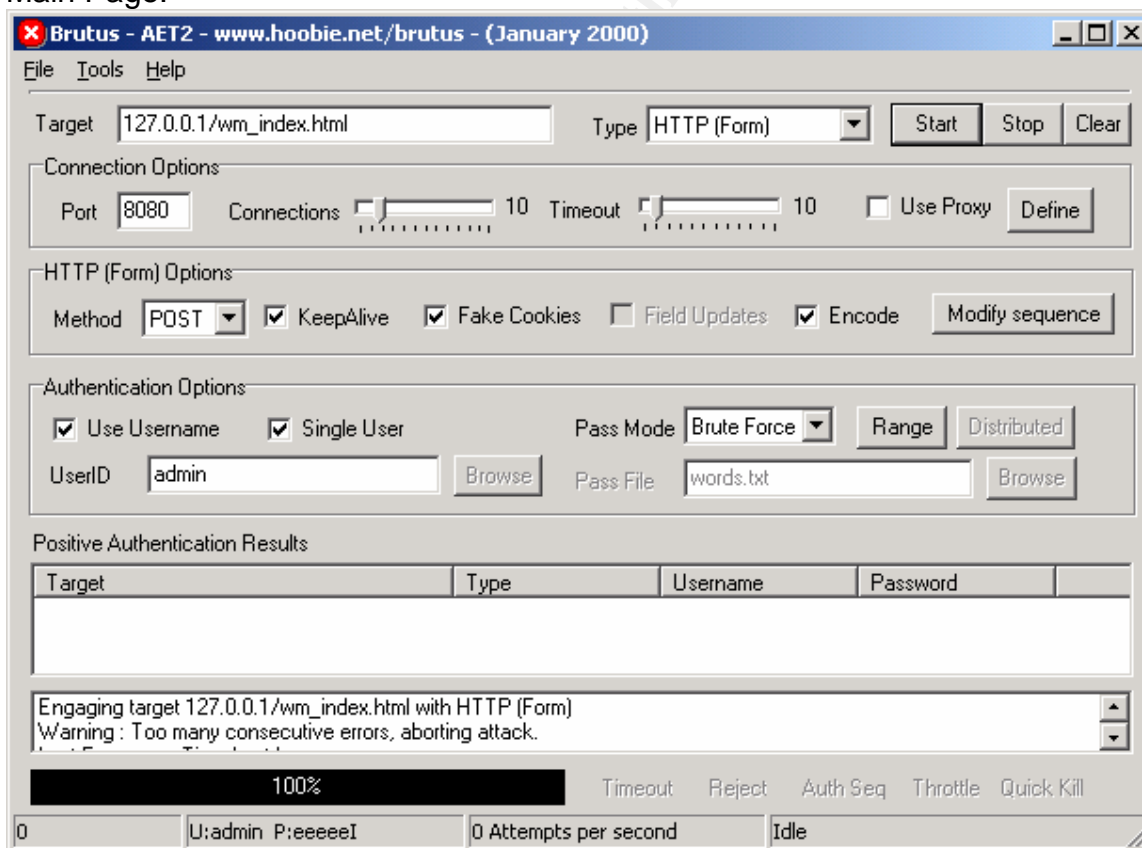 Main Page:
Brutus - AET2 - www.hoobie.net/brutus - (January 2000)
File Tools Help
Target 127.0.0.1/wm_index.html Type HTTP (Form) Start Stop Clear
Connection Options
Port 8080 Connections 10 Timeout 10 Use Proxy Define
HTTP (Form) Options
Method POST KeepAlive Fake Cookies Field Updates Encode Modify sequence
Authentication Options
Use Username Single User Pass Mode Brute Force Range Distributed
UserID admin Browse Pass File words.txt Browse
Positive Authentication Results
Target Type Username Password
Engaging target 127.0.0.1/wm_index.html with HTTP (Form)
Warning : Too many consecutive errors, aborting attack.
100% Timeout Reject Auth Seq Throttle Quick Kill
0 U:admin P:eeeeeI 0 Attempts per second Idle